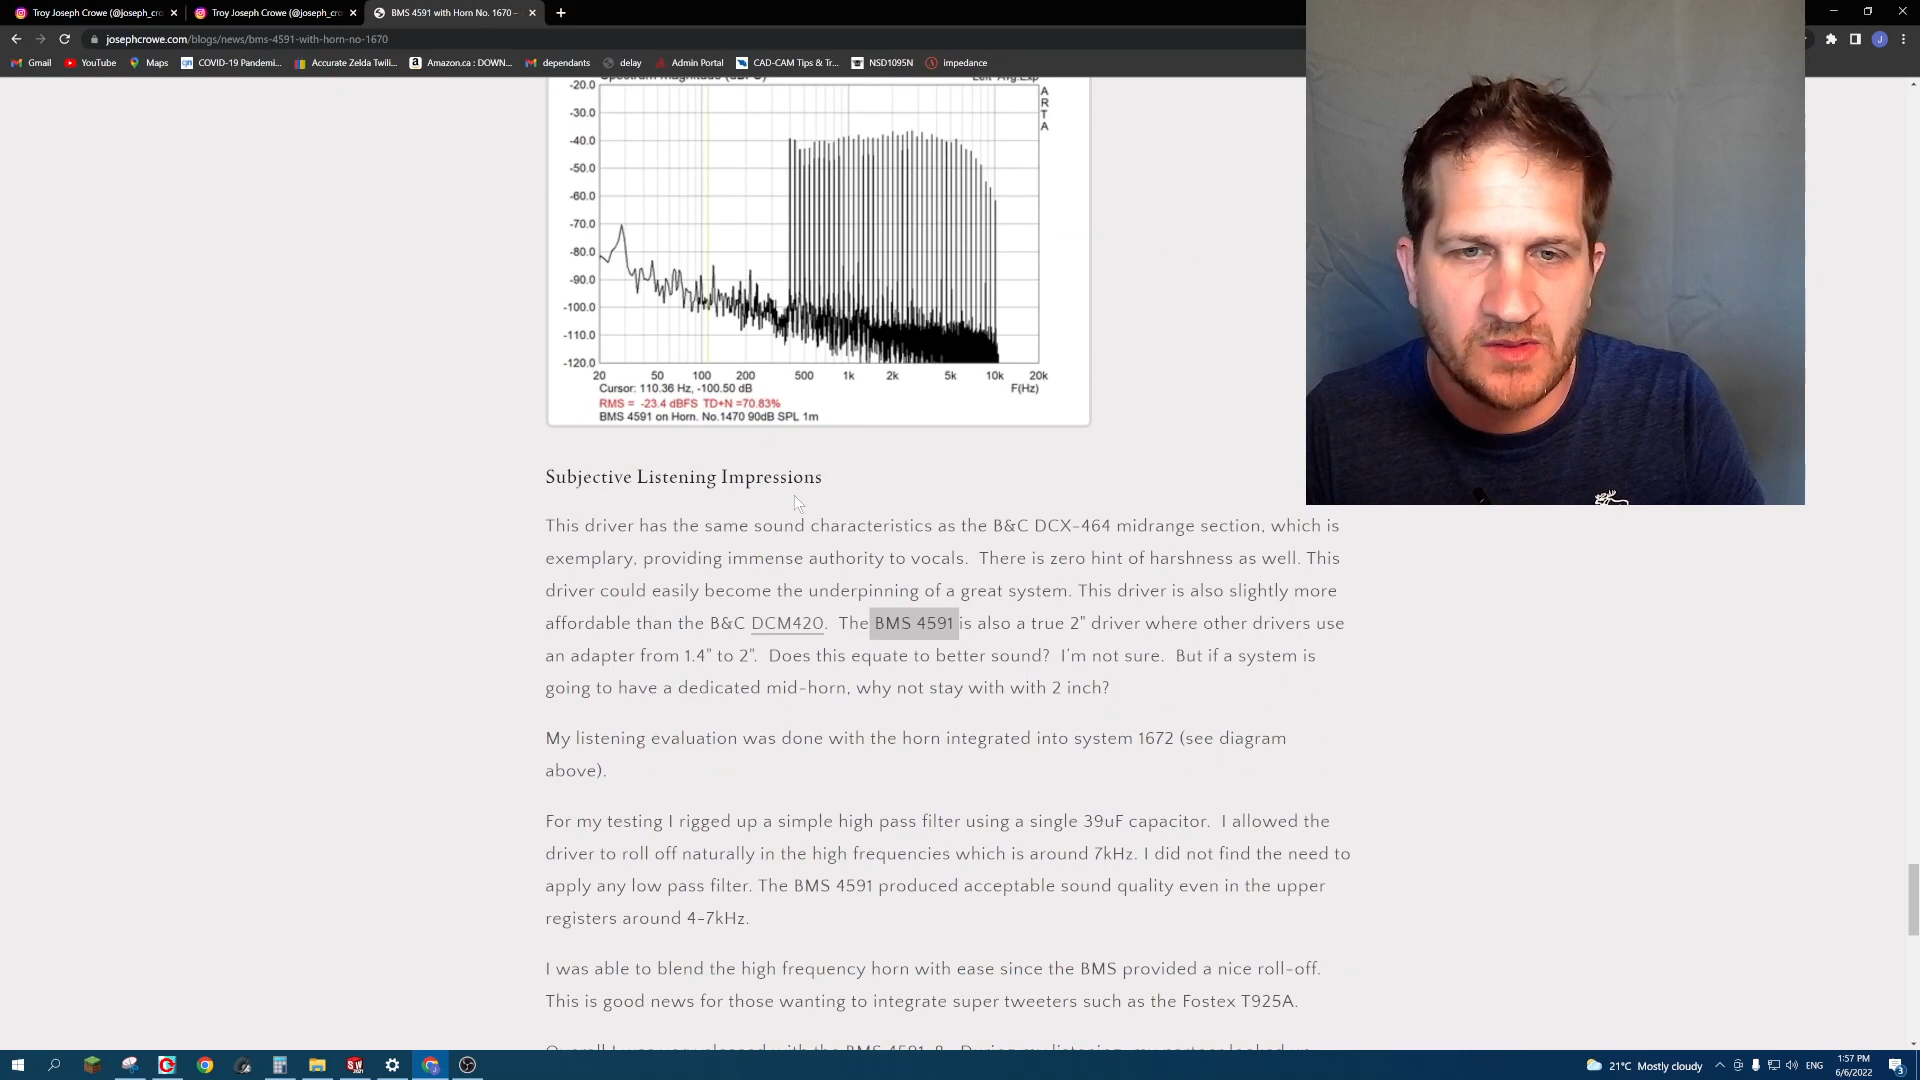 Troy Joseph Crowe (@joseph_cro
Troy Joseph Crowe (@joseph_cro
BMS 4591 with Horn No. 1670 –
josephcrowe.com/blogs/news/bms-4591-with-horn-no-1670
Gmail YouTube Maps COVID-19 Pandemi... Accurate Zelda Twili... Amazon.ca : DOWN... dependants delay Admin Portal CAD-CAM Tips & Tr... NSD1095N impedance
Spectrum Magnitude (dBFS) Left Avg:Exp
-20.0
-30.0
-40.0
-50.0
-60.0
-70.0
-80.0
-90.0
-100.0
-110.0
-120.0
A
R
T
A
20 50 100 200 500 1k 2k 5k 10k 20k
Cursor: 110.36 Hz, -100.50 dB F(Hz)
RMS = -23.4 dBFS TD+N =70.83%
BMS 4591 on Horn. No.1470 90dB SPL 1m
Subjective Listening Impressions
This driver has the same sound characteristics as the B&C DCX-464 midrange section, which is
exemplary, providing immense authority to vocals. There is zero hint of harshness as well. This
driver could easily become the underpinning of a great system. This driver is also slightly more
affordable than the B&C DCM420. The BMS 4591 is also a true 2" driver where other drivers use
an adapter from 1.4" to 2". Does this equate to better sound? I'm not sure. But if a system is
going to have a dedicated mid-horn, why not stay with with 2 inch?
My listening evaluation was done with the horn integrated into system 1672 (see diagram
above).
For my testing I rigged up a simple high pass filter using a single 39uF capacitor. I allowed the
driver to roll off naturally in the high frequencies which is around 7kHz. I did not find the need to
apply any low pass filter. The BMS 4591 produced acceptable sound quality even in the upper
registers around 4-7kHz.
I was able to blend the high frequency horn with ease since the BMS provided a nice roll-off.
This is good news for those wanting to integrate super tweeters such as the Fostex T925A.
21°C Mostly cloudy ENG
1:57 PM
6/6/2022